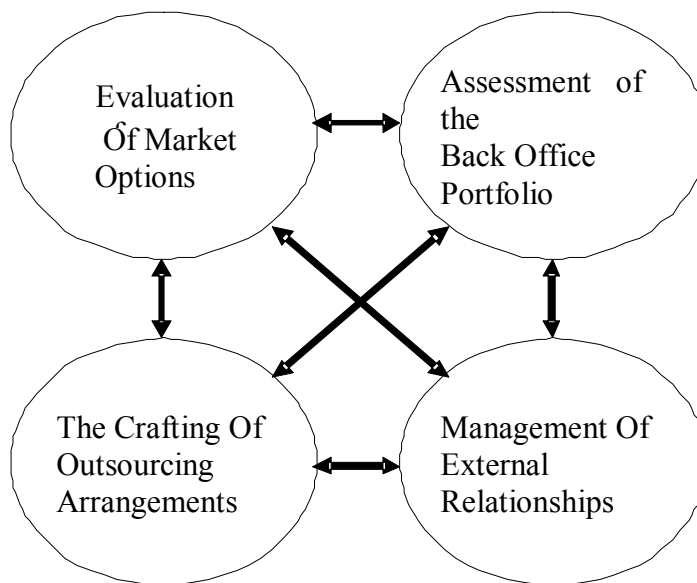 Evaluation
Of Market
Options
Assessment of
the
Back Office
Portfolio
The Crafting Of
Outsourcing
Arrangements
Management Of
External
Relationships